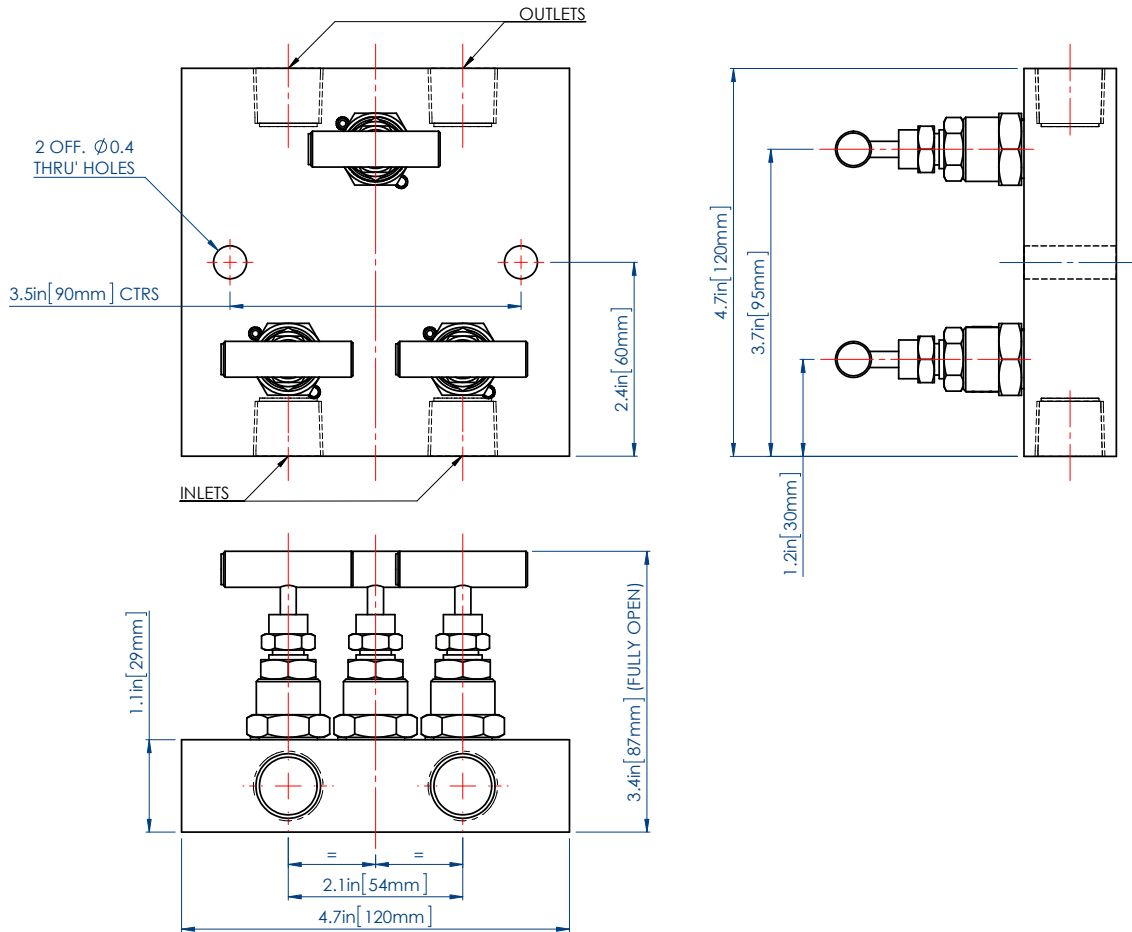 OUTLETS
2 OFF. Ø0.4
THRU' HOLES
3.5in[90mm] CTRS
2.4in[60mm]
4.7in[120mm]
3.7in[95mm]
1.2in[30mm]
INLETS
1.1in[29mm]
3.4in[87mm] (FULLY OPEN)
= =
2.1in[54mm]
4.7in[120mm]